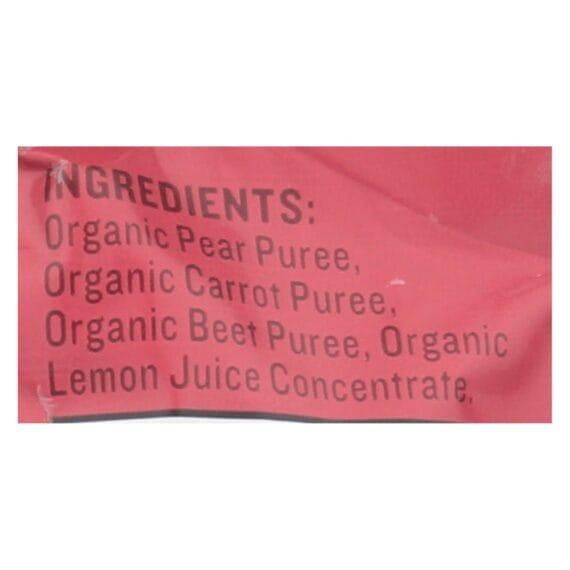 INGREDIENTS:
Organic Pear Puree,
Organic Carrot Puree,
Organic Beet Puree, Organic
Lemon Juice Concentrate.